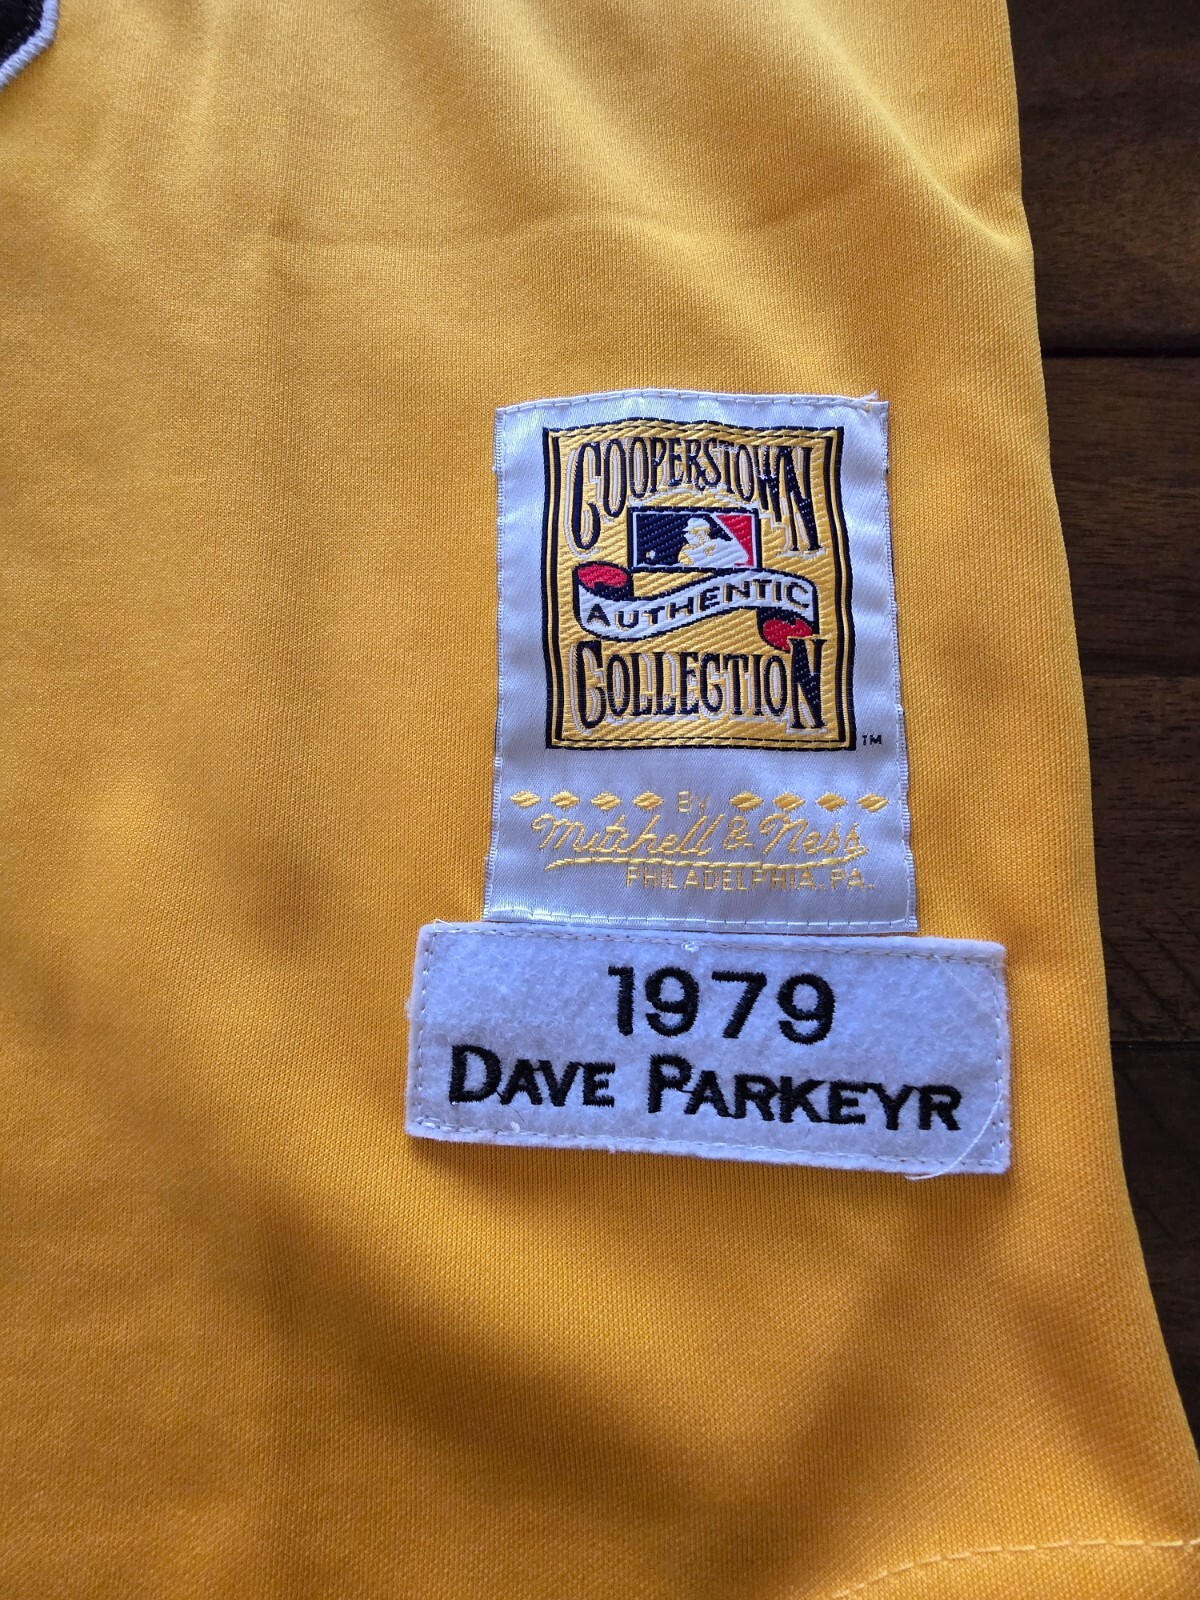 COOPERSTOWN
AUTHENTIC
COLLECTION
TM
By
Mitchell & Ness
PHILADELPHIA. PA.
1979
DAVE PARKEYR